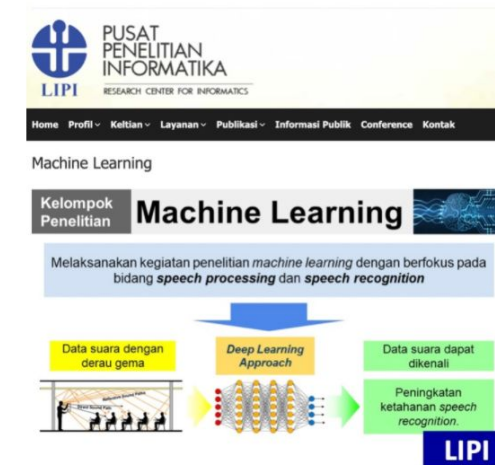 PUSAT
PENELITIAN
INFORMATIKA
LIPI
RESEARCH CENTER FOR INFORMATICS
Home Profil Keltian Layanan Publikasi Informasi Publik Conference Kontak
Machine Learning
Kelompok
Penelitian
Machine Learning
Melaksanakan kegiatan penelitian machine learning dengan berfokus pada
bidang speech processing dan speech recognition
Data suara dengan
derau gema
Deep Learning
Approach
Data suara dapat
dikenali
Peningkatan
ketahanan speech
recognition.
LIPI